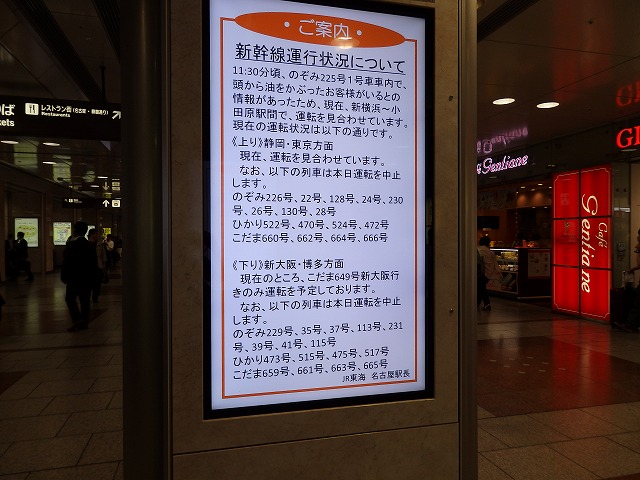 ・ご案内・
新幹線運行状況について
11:30分頃、のぞみ225号1号車車内で、
頭から油をかぶったお客様がいるとの
情報があったため、現在、新横浜～小
田原駅間で、運転を見合わせています。
現在の運転状況は以下の通りです。
《上り》静岡・東京方面
現在、運転を見合わせています。
なお、以下の列車は本日運転を中止
します。
のぞみ226号、22号、128号、24号、230
号、26号、130号、28号
ひかり522号、470号、524号、472号
こだま660号、662号、664号、666号
《下り》新大阪・博多方面
現在のところ、こだま649号新大阪行
きのみ運転を予定しております。
なお、以下の列車は本日運転を中止
します。
のぞみ229号、35号、37号、113号、231
号、39号、41号、115号
ひかり473号、515号、475号、517号
こだま659号、661号、663号、665号
JR東海 名古屋駅長
レストラン街
Restaurants
Gentiane
Café
Gentiane